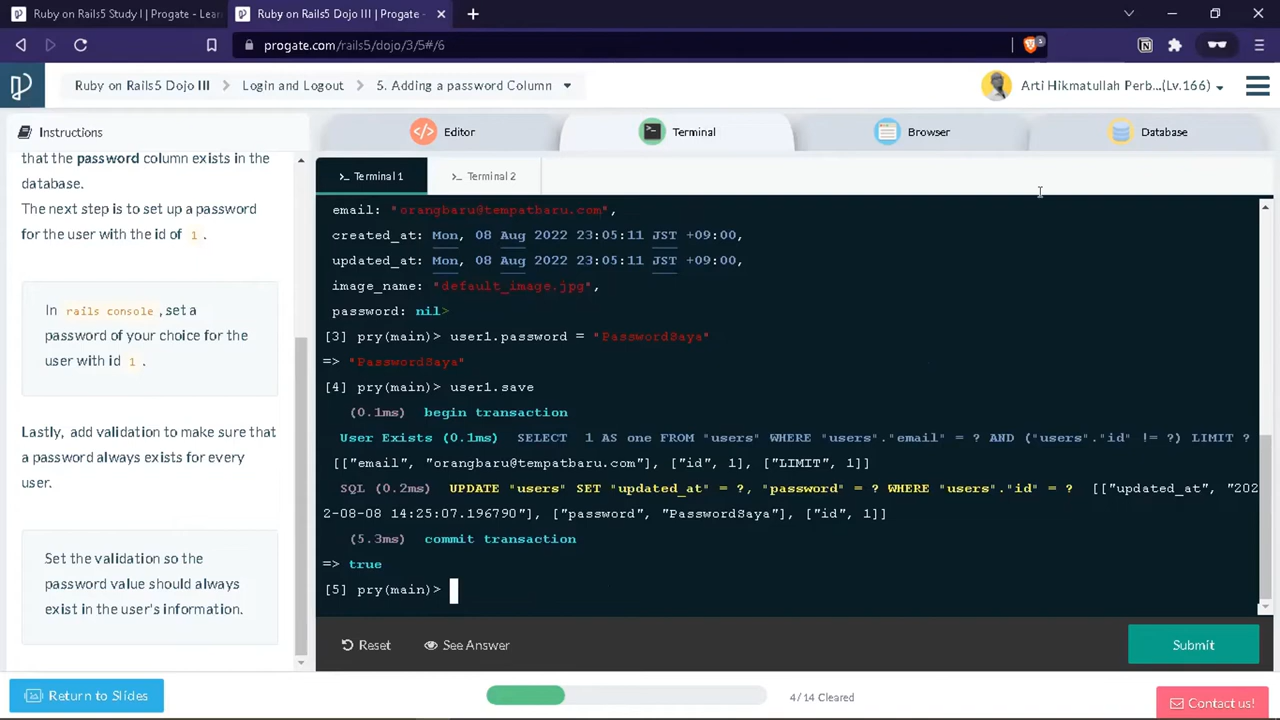 Ruby on Rails5 Study I | Progate - Lear
Ruby on Rails5 Dojo III | Progate -
progate.com/rails5/dojo/3/5#/6
3
Ruby on Rails5 Dojo III
Login and Logout
5. Adding a password Column
Arti Hikmatullah Perb...(Lv.166)
Instructions
Editor
Terminal
Browser
Database
that the password column exists in the
database.
The next step is to set up a password
for the user with the id of 1 .
In rails console ,set a
password of your choice for the
user with id 1 .
Lastly, add validation to make sure that
a password always exists for every
user.
Set the validation so the
password value should always
exist in the user's information.
>_ Terminal 1
>_ Terminal 2
email: "orangbaru@tempatbaru.com",
created_at: Mon, 08 Aug 2022 23:05:11 JST +09:00,
updated_at: Mon, 08 Aug 2022 23:05:11 JST +09:00,
image_name: "default_image.jpg",
password: nil>
[3] pry(main)> user1.password = "PasswordSaya"
=> "PasswordSaya"
[4] pry(main)> user1.save
(0.1ms) begin transaction
User Exists (0.1ms) SELECT 1 AS one FROM "users" WHERE "users"."email" = ? AND ("users"."id" != ?) LIMIT ?
[["email", "orangbaru@tempatbaru.com"], ["id", 1], ["LIMIT", 1]]
SQL (0.2ms) UPDATE "users" SET "updated_at" = ?, "password" = ? WHERE "users"."id" = ? [["updated_at", "202
2-08-08 14:25:07.196790"], ["password", "PasswordSaya"], ["id", 1]]
(5.3ms) commit transaction
=> true
[5] pry(main)>
Reset
See Answer
Submit
Return to Slides
4/14 Cleared
Contact us!